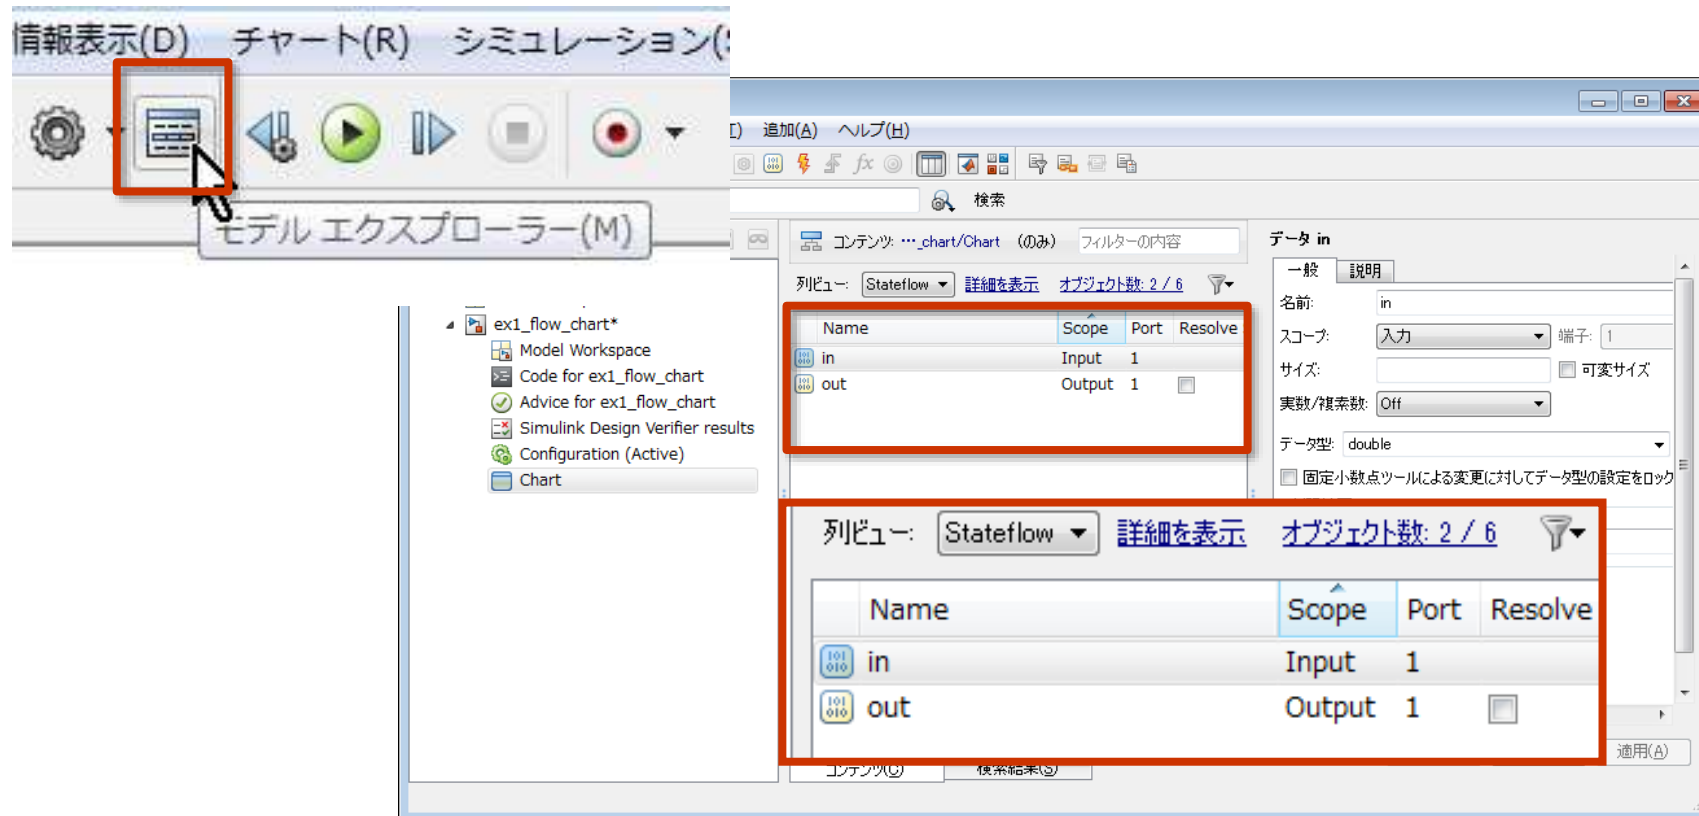 情報表示(D) チャート(R) シミュレーション(
モデル エクスプローラー(M)
追加(A) ヘルプ(H)
検索
コンテンツ: …_chart/Chart (のみ) フィルターの内容
列ビュー: Stateflow 詳細を表示 オブジェクト数: 2 / 6
Name Scope Port Resolve
in Input 1
out Output 1
ex1_flow_chart*
Model Workspace
Code for ex1_flow_chart
Advice for ex1_flow_chart
Simulink Design Verifier results
Configuration (Active)
Chart
データ in
一般 説明
名前: in
スコープ: 入力 端子: 1
サイズ: 可変サイズ
実数/複素数: Off
データ型: double
固定小数点ツールによる変更に対してデータ型の設定をロック
列ビュー: Stateflow 詳細を表示 オブジェクト数: 2 / 6
Name Scope Port Resolve
in Input 1
out Output 1
適用(A)
コンテンツ(C) 検索結果(S)